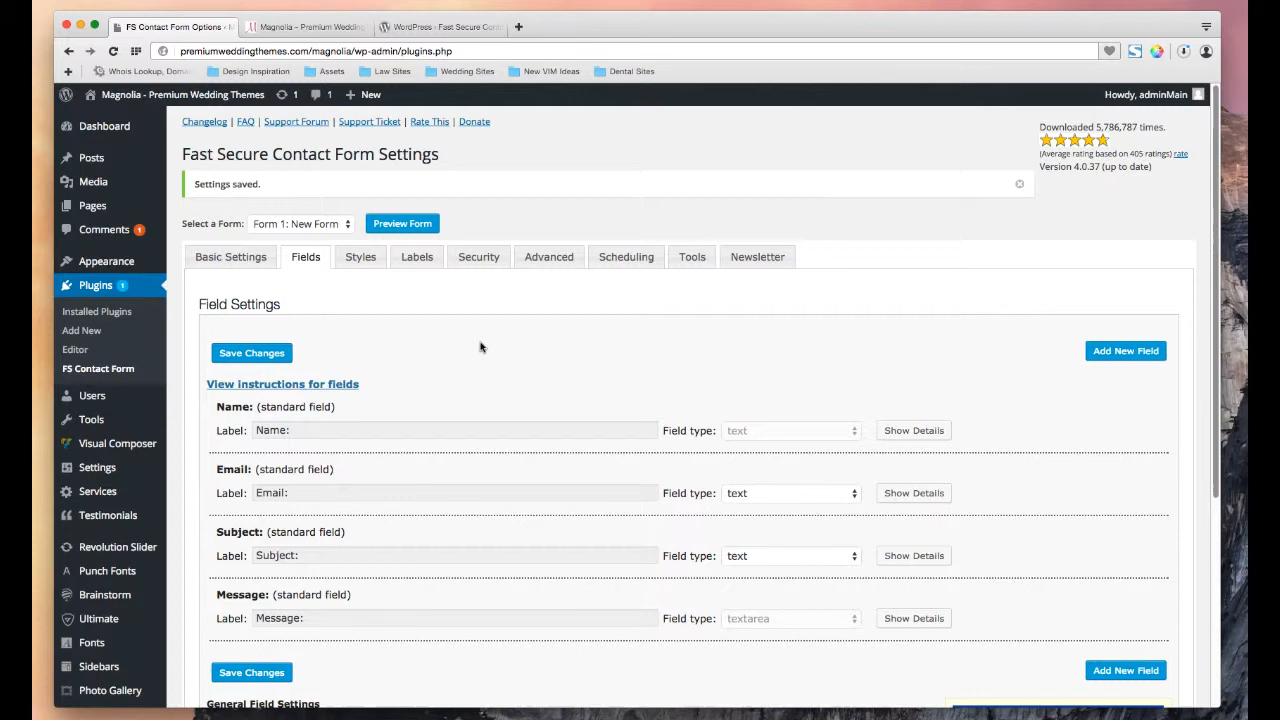 FS Contact Form Options ‹ M
Magnolia – Premium Wedding
WordPress › Fast Secure Conta
premiumweddingthemes.com/magnolia/wp-admin/plugins.php
Whois Lookup, Doma
Design Inspiration
Assets
Law Sites
Wedding Sites
New VIM Ideas
Dental Sites
Magnolia - Premium Wedding Themes
1
1
New
Howdy, adminMain
Dashboard
Posts
Media
Pages
Comments 1
Appearance
Plugins 1
Installed Plugins
Add New
Editor
FS Contact Form
Users
Tools
Visual Composer
Settings
Services
Testimonials
Revolution Slider
Punch Fonts
Brainstorm
Ultimate
Fonts
Sidebars
Photo Gallery
Changelog | FAQ | Support Forum | Support Ticket | Rate This | Donate
Downloaded 5,786,787 times.
(Average rating based on 405 ratings) rate
Version 4.0.37 (up to date)
Fast Secure Contact Form Settings
Settings saved.
Select a Form: Form 1: New Form Preview Form
Basic Settings Fields Styles Labels Security Advanced Scheduling Tools Newsletter
Field Settings
Save Changes Add New Field
View instructions for fields
Name: (standard field)
Label: Name: Field type: text Show Details
Email: (standard field)
Label: Email: Field type: text Show Details
Subject: (standard field)
Label: Subject: Field type: text Show Details
Message: (standard field)
Label: Message: Field type: textarea Show Details
Save Changes Add New Field
General Field Settings